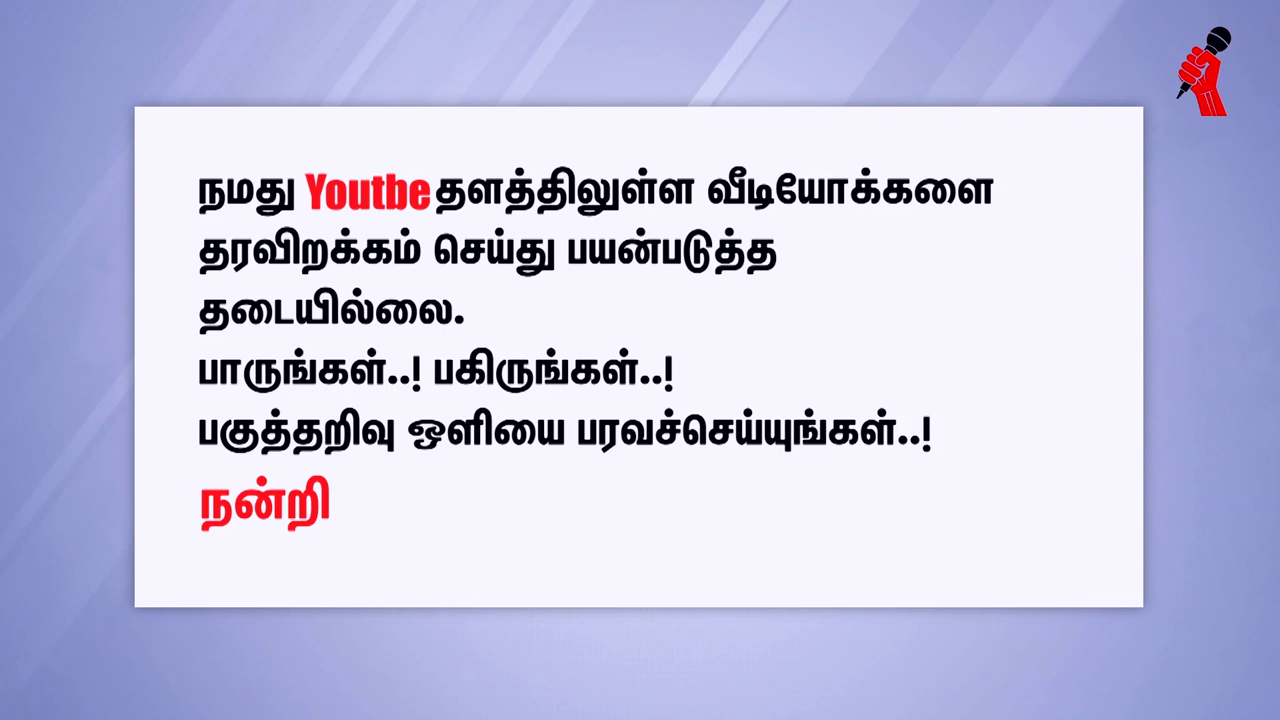 நமது Youtbe தளத்திலுள்ள வீடியோக்களை
தரவிறக்கம் செய்து பயன்படுத்த
தடையில்லை.
பாருங்கள்..! பகிருங்கள்..!
பகுத்தறிவு ஒளியை பரவச்செய்யுங்கள்..!
நன்றி